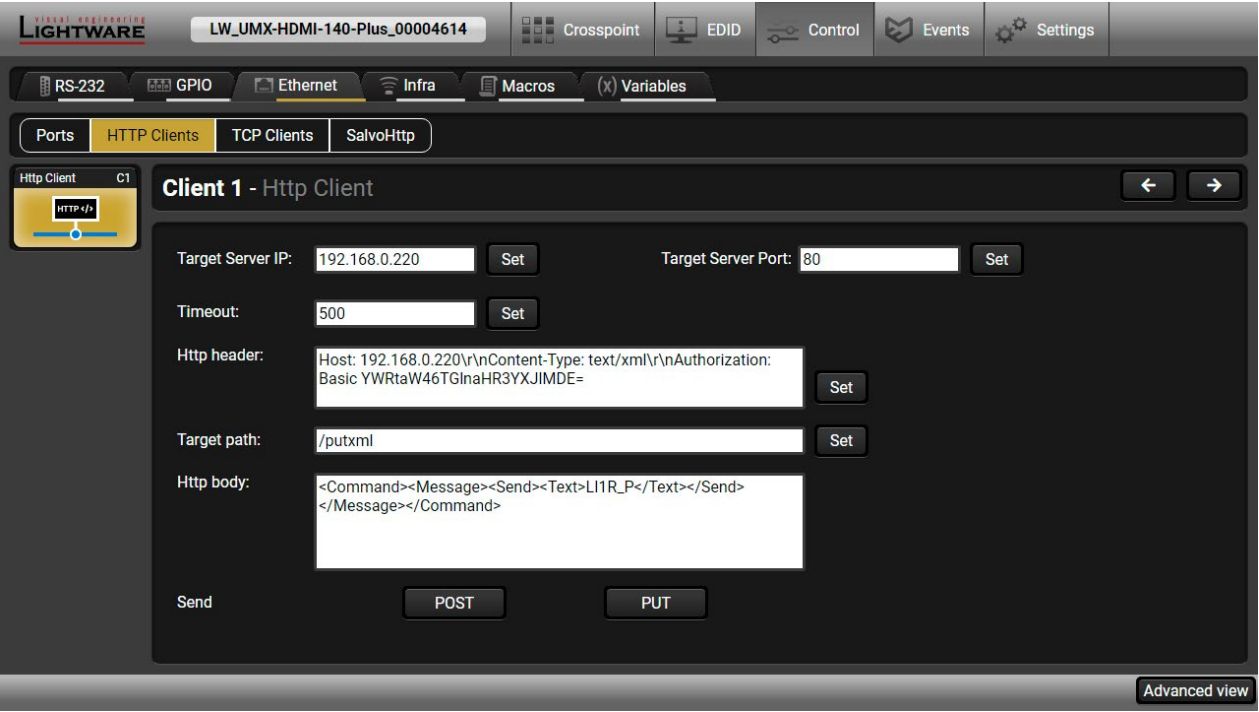 visual engineering
LIGHTWARE
LW_UMX-HDMI-140-Plus_00004614
Crosspoint
EDID
Control
Events
Settings
RS-232
GPIO
Ethernet
Infra
Macros
(x) Variables
Ports
HTTP Clients
TCP Clients
SalvoHttp
Http Client C1
HTTP </>
Client 1 - Http Client
Target Server IP: 192.168.0.220 Set
Target Server Port: 80 Set
Timeout: 500 Set
Http header: Host: 192.168.0.220\r\nContent-Type: text/xml\r\nAuthorization:
Basic YWRtaW46TGlnaHR3YXJlMDE=
Set
Target path: /putxml Set
Http body: <Command><Message><Send><Text>LI1R_P</Text></Send>
</Message></Command>
Send POST PUT
Advanced view